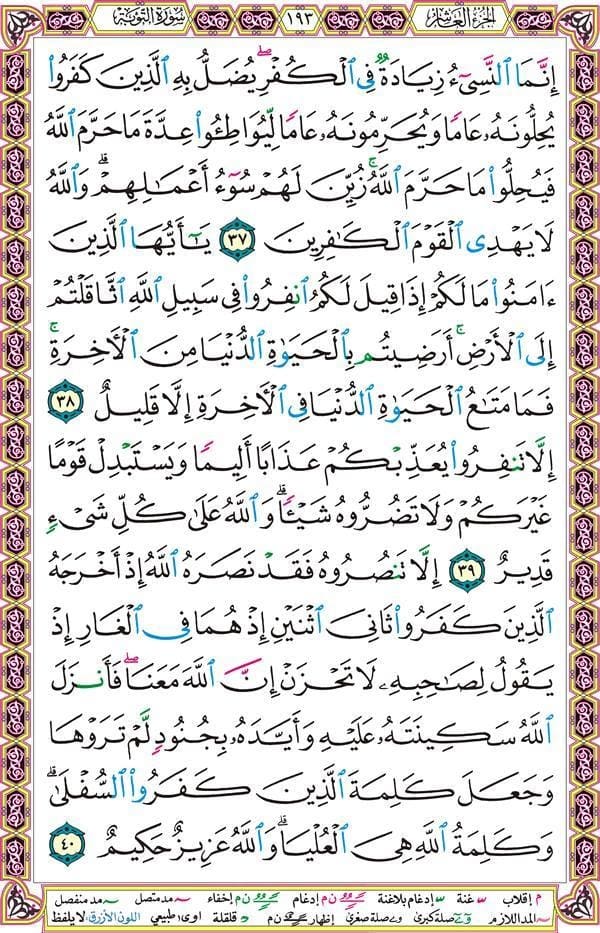 سورة التوبة ١٩٣ الجزء العاشر
إِنَّمَا ٱلنَّسِىٓءُ زِيَادَةٌ فِى ٱلْكُفْرِ ۖ يُضَلُّ بِهِ ٱلَّذِينَ كَفَرُوا۟
يُحِلُّونَهُۥ عَامًا وَيُحَرِّمُونَهُۥ عَامًا لِّيُوَاطِـُٔوا۟ عِدَّةَ مَا حَرَّمَ ٱللَّهُ
فَيُحِلُّوا۟ مَا حَرَّمَ ٱللَّهُ ۚ زُيِّنَ لَهُمْ سُوٓءُ أَعْمَـٰلِهِمْ ۗ وَٱللَّهُ
لَا يَهْدِى ٱلْقَوْمَ ٱلْكَـٰفِرِينَ ٣٧ يَـٰٓأَيُّهَا ٱلَّذِينَ
ءَامَنُوا۟ مَا لَكُمْ إِذَا قِيلَ لَكُمُ ٱنفِرُوا۟ فِى سَبِيلِ ٱللَّهِ ٱثَّاقَلْتُمْ
إِلَى ٱلْأَرْضِ ۚ أَرَضِيتُم بِٱلْحَيَوٰةِ ٱلدُّنْيَا مِنَ ٱلْـَٔاخِرَةِ ۚ
فَمَا مَتَـٰعُ ٱلْحَيَوٰةِ ٱلدُّنْيَا فِى ٱلْـَٔاخِرَةِ إِلَّا قَلِيلٌ ٣٨
إِلَّا تَنفِرُوا۟ يُعَذِّبْكُمْ عَذَابًا أَلِيمًا وَيَسْتَبْدِلْ قَوْمًا
غَيْرَكُمْ وَلَا تَضُرُّوهُ شَيْـًٔا ۗ وَٱللَّهُ عَلَىٰ كُلِّ شَىْءٍ
قَدِيرٌ ٣٩ إِلَّا تَنصُرُوهُ فَقَدْ نَصَرَهُ ٱللَّهُ إِذْ أَخْرَجَهُ
ٱلَّذِينَ كَفَرُوا۟ ثَانِىَ ٱثْنَيْنِ إِذْ هُمَا فِى ٱلْغَارِ إِذْ
يَقُولُ لِصَـٰحِبِهِۦ لَا تَحْزَنْ إِنَّ ٱللَّهَ مَعَنَا ۖ فَأَنزَلَ
ٱللَّهُ سَكِينَتَهُۥ عَلَيْهِ وَأَيَّدَهُۥ بِجُنُودٍ لَّمْ تَرَوْهَا
وَجَعَلَ كَلِمَةَ ٱلَّذِينَ كَفَرُوا۟ ٱلسُّفْلَىٰ ۗ
وَكَلِمَةُ ٱللَّهِ هِىَ ٱلْعُلْيَا ۗ وَٱللَّهُ عَزِيزٌ حَكِيمٌ ٤٠
م إقلاب غنة إدغام بلاغنة ن م إدغام ن م إخفاء مد متصل مد منفصل
المد اللازم صلة كبرى صلة صغرى إظهار ن م قلقلة اوى طبيعي اللون الأزرق لا يلفظ